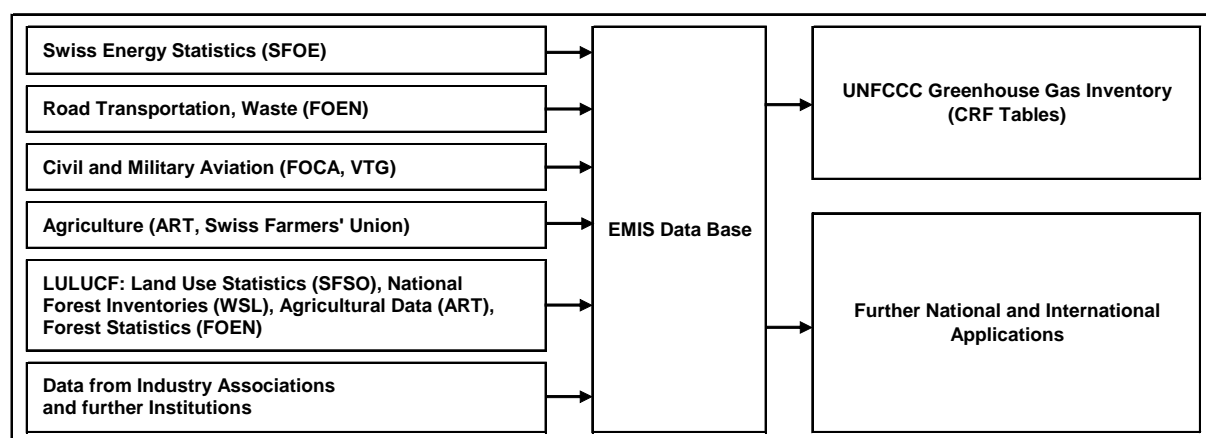 Swiss Energy Statistics (SFOE)
Road Transportation, Waste (FOEN)
Civil and Military Aviation (FOCA, VTG)
Agriculture (ART, Swiss Farmers' Union)
LULUCF: Land Use Statistics (SFSO), National
Forest Inventories (WSL), Agricultural Data (ART),
Forest Statistics (FOEN)
Data from Industry Associations
and further Institutions
EMIS Data Base
UNFCCC Greenhouse Gas Inventory
(CRF Tables)
Further National and International
Applications